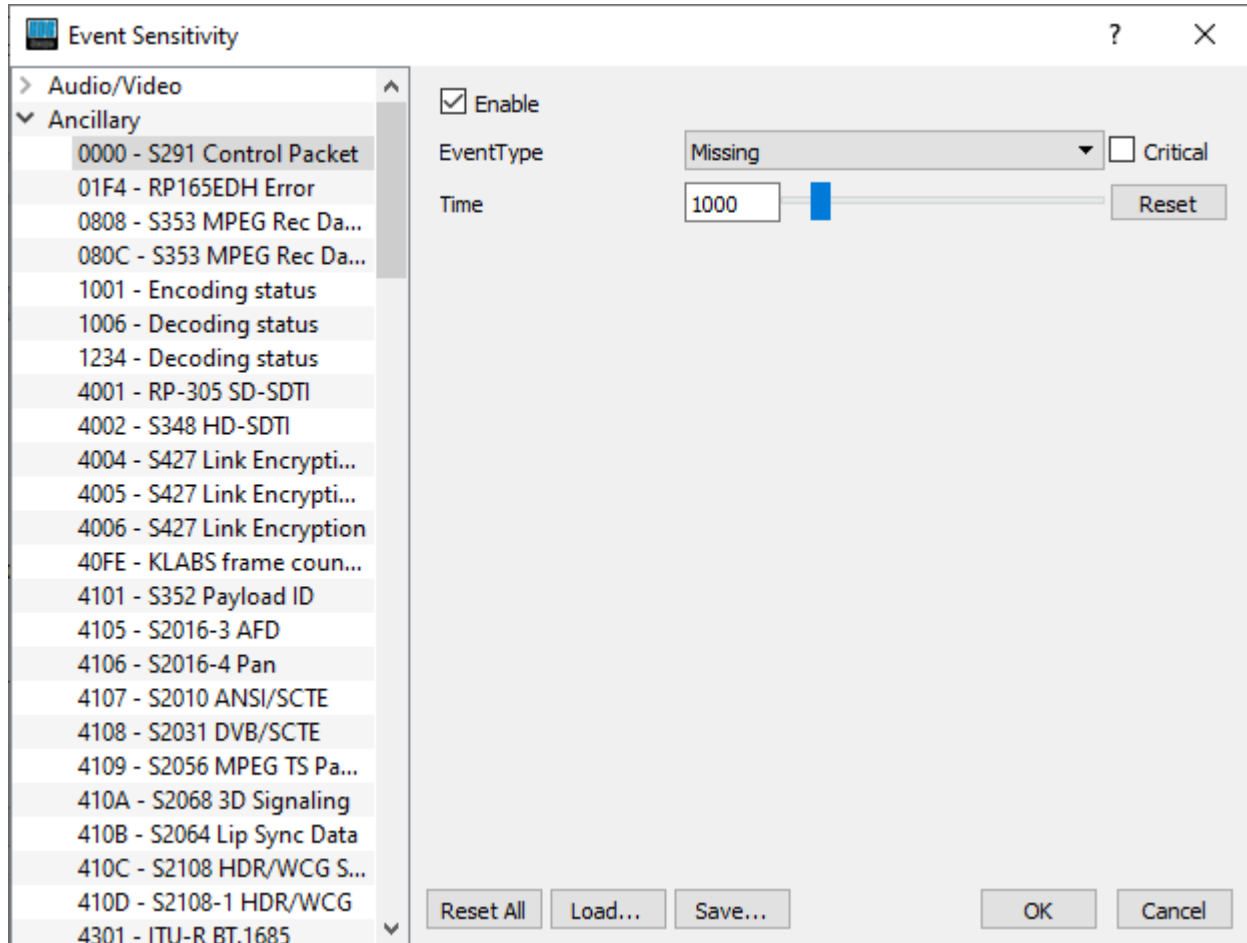 Event Sensitivity
?
Audio/Video
Ancillary
0000 - S291 Control Packet
01F4 - RP165EDH Error
0808 - S353 MPEG Rec Da...
080C - S353 MPEG Rec Da...
1001 - Encoding status
1006 - Decoding status
1234 - Decoding status
4001 - RP-305 SD-SDTI
4002 - S348 HD-SDTI
4004 - S427 Link Encrypti...
4005 - S427 Link Encrypti...
4006 - S427 Link Encryption
40FE - KLABS frame coun...
4101 - S352 Payload ID
4105 - S2016-3 AFD
4106 - S2016-4 Pan
4107 - S2010 ANSI/SCTE
4108 - S2031 DVB/SCTE
4109 - S2056 MPEG TS Pa...
410A - S2068 3D Signaling
410B - S2064 Lip Sync Data
410C - S2108 HDR/WCG S...
410D - S2108-1 HDR/WCG
4301 - ITU-R BT.1685
Enable
EventType Missing Critical
Time 1000 Reset
Reset All Load... Save... OK Cancel